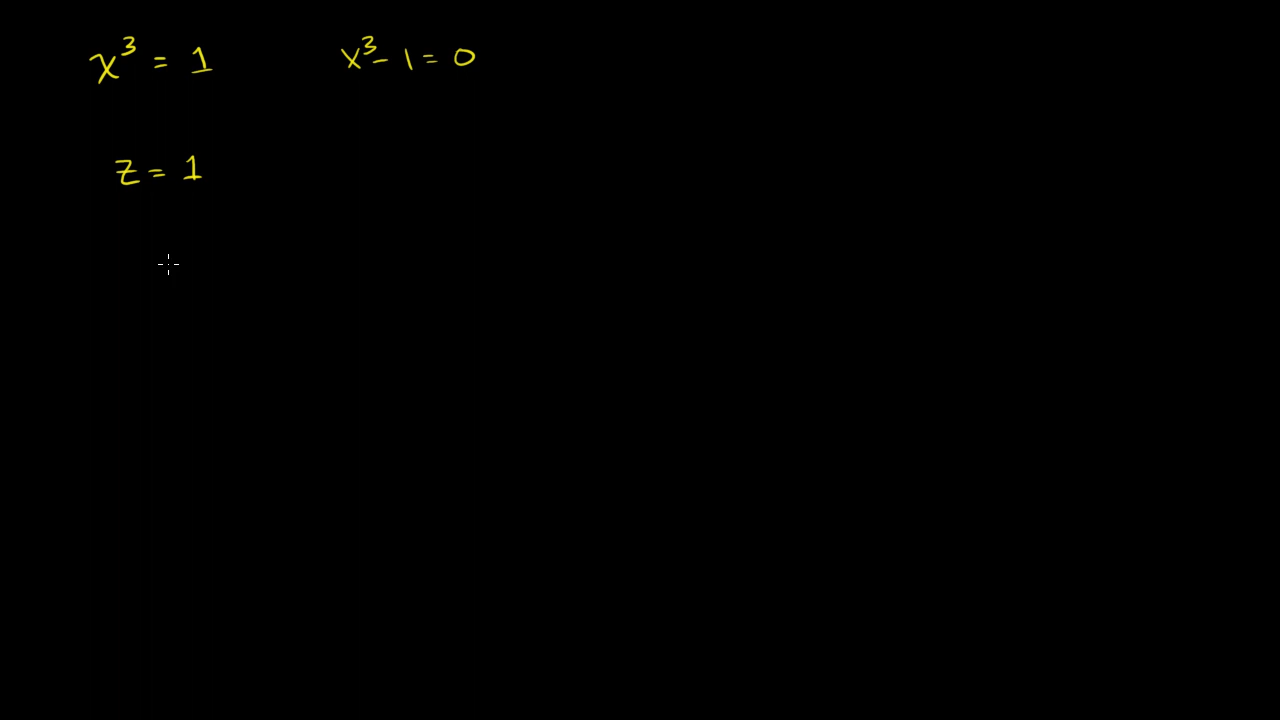 x³ = 1 x³ - 1 = 0
z = 1